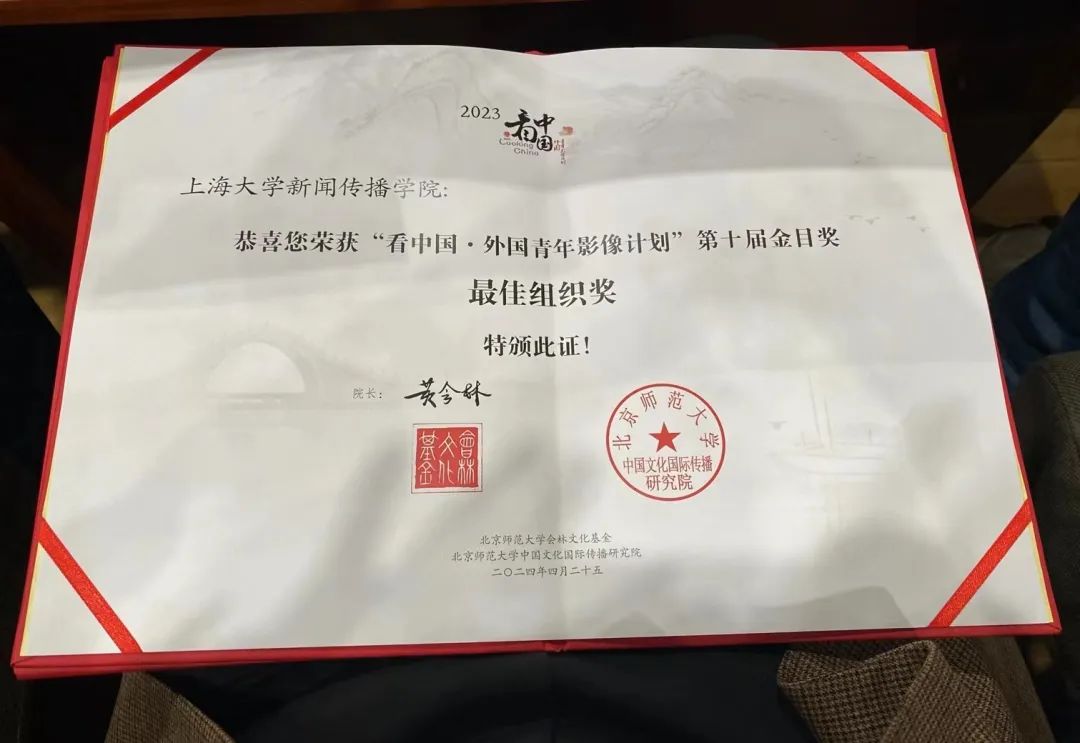 2023
看中国
Looking
China
上海大学新闻传播学院:
恭喜您荣获“看中国·外国青年影像计划”第十届金目奖
最佳组织奖
特颁此证!
院长: 黄会林
會林
文化
基金
北京师范大学
中国文化国际传播
研究院
北京师范大学会林文化基金
北京师范大学中国文化国际传播研究院
二〇二四年四月二十五